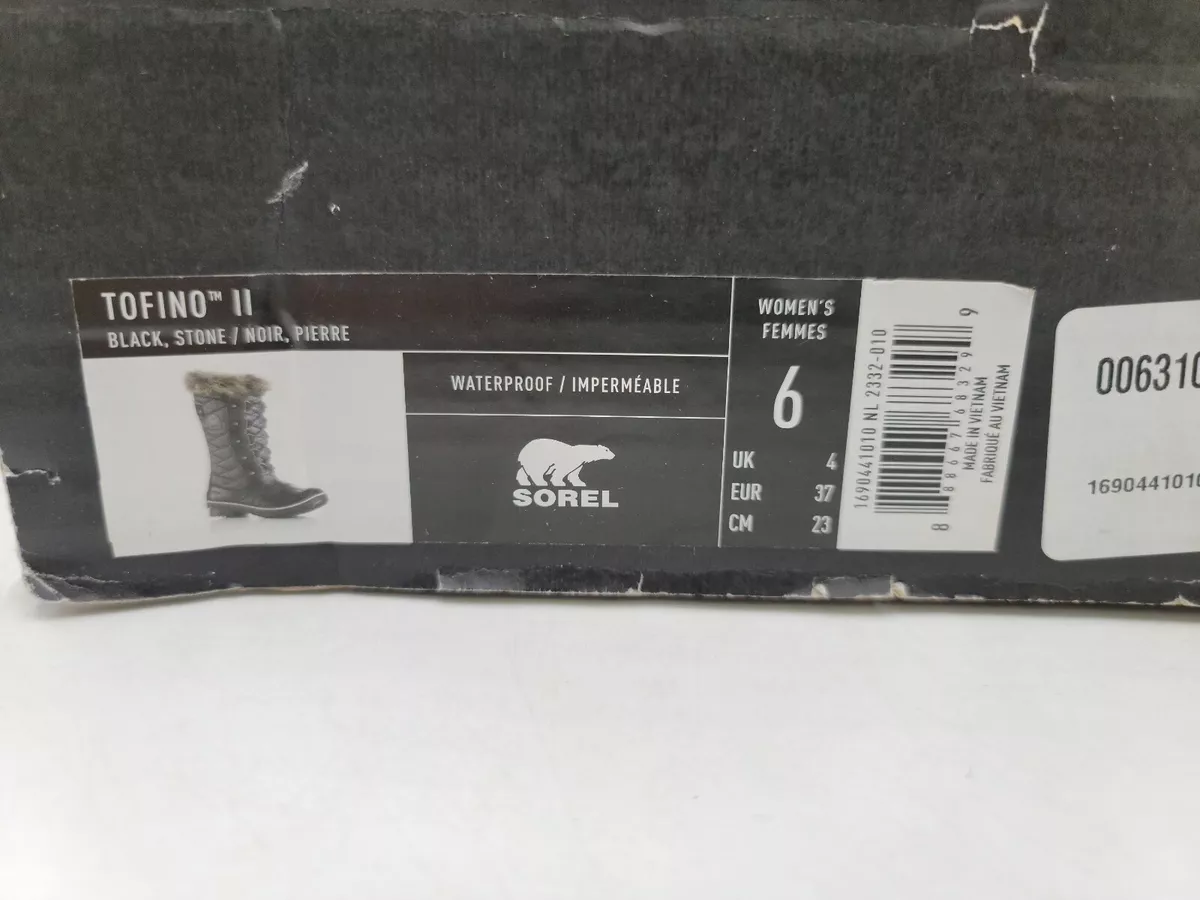 TOFINO™ II
BLACK, STONE / NOIR, PIERRE
WATERPROOF / IMPERMÉABLE
SOREL
WOMEN'S
FEMMES
6
UK 4
EUR 37
CM 23
1690441010 NL 2332-010
8 88667 68329 9
MADE IN VIETNAM
FABRIQUÉ AU VIETNAM
006310
1690441010